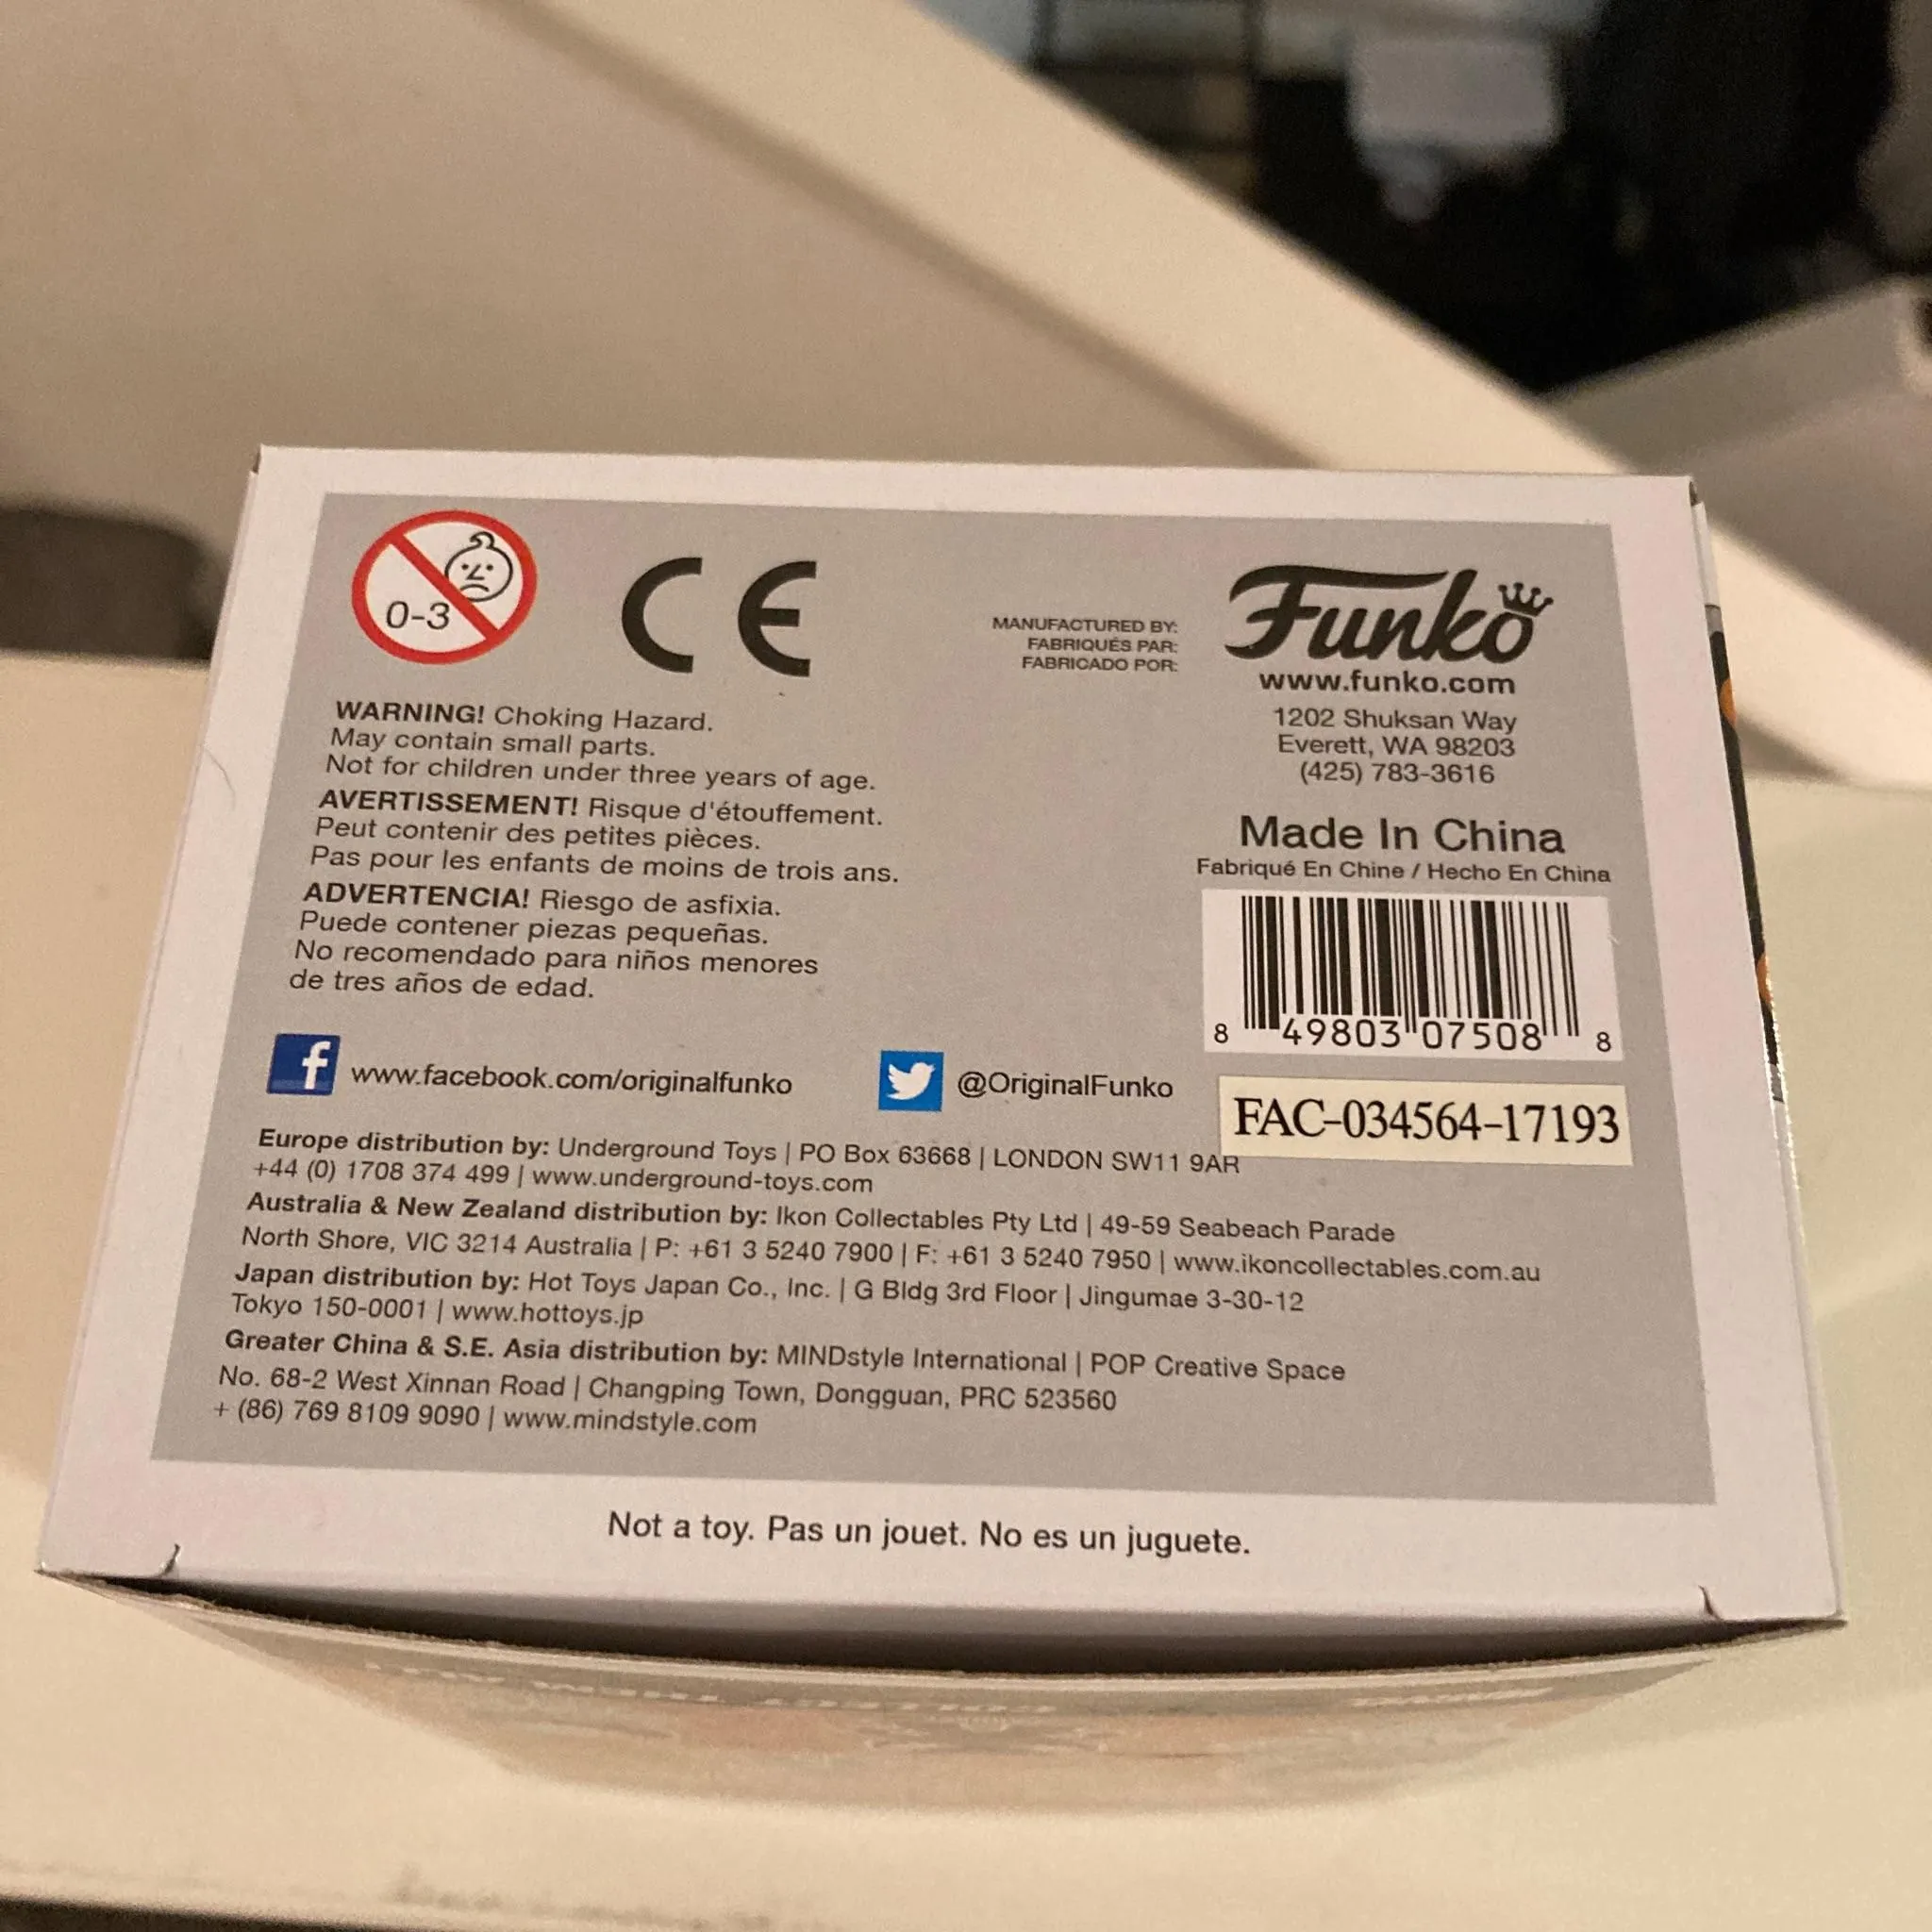 0-3
CE
MANUFACTURED BY:
FABRIQUÉS PAR:
FABRICADO POR:
Funko
www.funko.com
1202 Shuksan Way
Everett, WA 98203
(425) 783-3616
WARNING! Choking Hazard.
May contain small parts.
Not for children under three years of age.
AVERTISSEMENT! Risque d'étouffement.
Peut contenir des petites pièces.
Pas pour les enfants de moins de trois ans.
ADVERTENCIA! Riesgo de asfixia.
Puede contener piezas pequeñas.
No recomendado para niños menores
de tres años de edad.
Made In China
Fabriqué En Chine / Hecho En China
8 49803 07508 8
www.facebook.com/originalfunko
@OriginalFunko
FAC-034564-17193
Europe distribution by: Underground Toys | PO Box 63668 | LONDON SW11 9AR
+44 (0) 1708 374 499 | www.underground-toys.com
Australia & New Zealand distribution by: Ikon Collectables Pty Ltd | 49-59 Seabeach Parade
North Shore, VIC 3214 Australia | P: +61 3 5240 7900 | F: +61 3 5240 7950 | www.ikoncollectables.com.au
Japan distribution by: Hot Toys Japan Co., Inc. | G Bldg 3rd Floor | Jingumae 3-30-12
Tokyo 150-0001 | www.hottoys.jp
Greater China & S.E. Asia distribution by: MINDstyle International | POP Creative Space
No. 68-2 West Xinnan Road | Changping Town, Dongguan, PRC 523560
+ (86) 769 8109 9090 | www.mindstyle.com
Not a toy. Pas un jouet. No es un juguete.